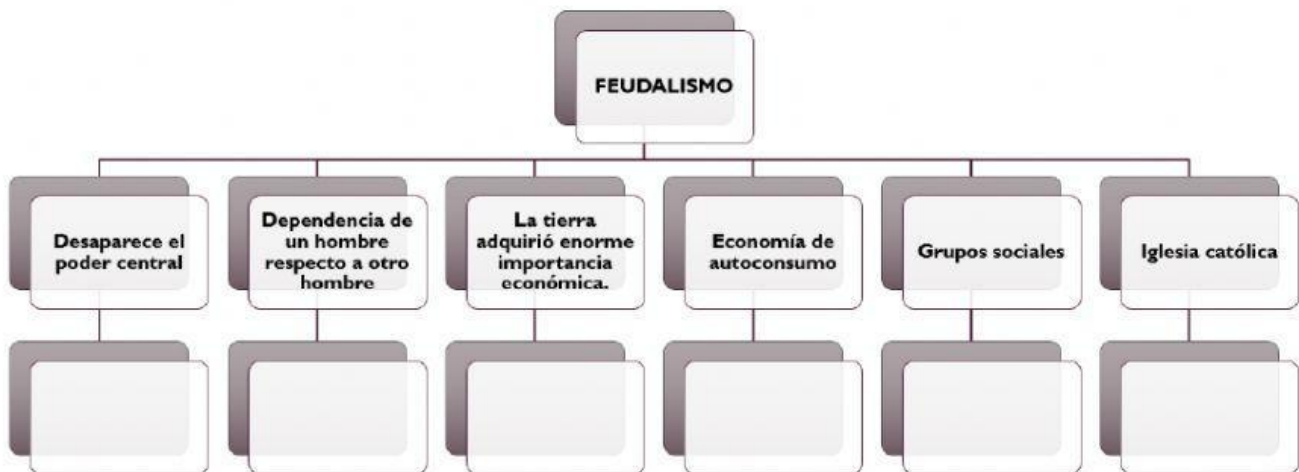 FEUDALISMO
Desaparece el
poder central
Dependencia de
un hombre
respecto a otro
hombre
La tierra
adquirió enorme
importancia
económica.
Economía de
autoconsumo
Grupos sociales
Iglesia católica